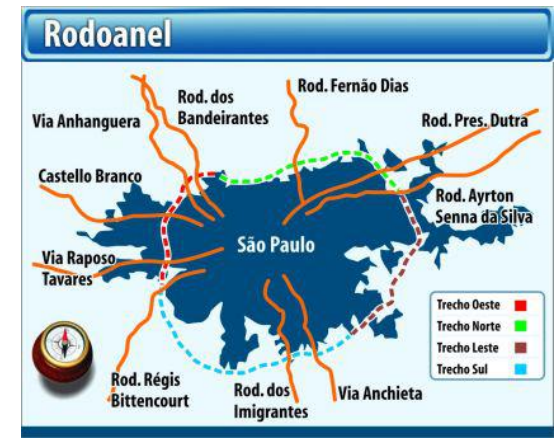 Rodoanel
Rod. Fernão Dias
Rod. dos
Bandeirantes
Via Anhanguera
Rod. Pres. Dutra
Castello Branco
Rod. Ayrton
Senna da Silva
São Paulo
Via Raposo
Tavares
Trecho Oeste
Trecho Norte
Trecho Leste
Trecho Sul
Rod. Régis
Bittencourt
Rod. dos
Imigrantes
Via Anchieta